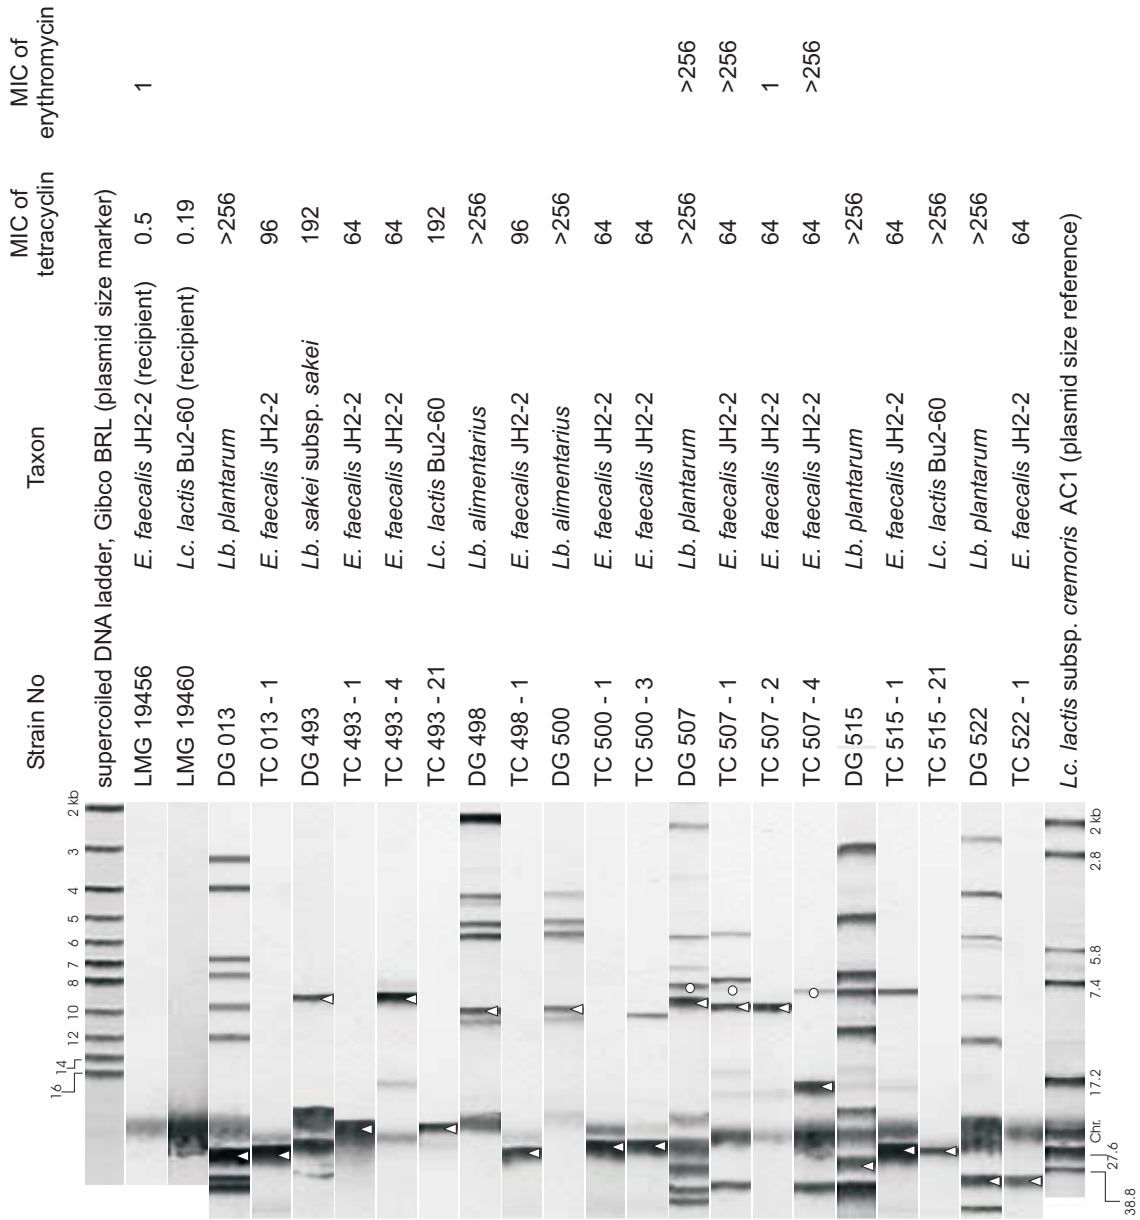 Strain No Taxon MIC of tetracyclin MIC of erythromycin
2 kb 3 4 5 6 7 8 10 12 14 16
supercoiled DNA ladder, Gibco BRL (plasmid size marker)
LMG 19456 E. faecalis JH2-2 (recipient) 0.5 1
LMG 19460 Lc. lactis Bu2-60 (recipient) 0.19
DG 013 Lb. plantarum >256
TC 013 - 1 E. faecalis JH2-2 96
DG 493 Lb. sakei subsp. sakei 192
TC 493 - 1 E. faecalis JH2-2 64
TC 493 - 4 E. faecalis JH2-2 64
TC 493 - 21 Lc. lactis Bu2-60 192
DG 498 Lb. alimentarius >256
TC 498 - 1 E. faecalis JH2-2 96
DG 500 Lb. alimentarius >256
TC 500 - 1 E. faecalis JH2-2 64
TC 500 - 3 E. faecalis JH2-2 64
DG 507 Lb. plantarum >256 >256
TC 507 - 1 E. faecalis JH2-2 64 >256
TC 507 - 2 E. faecalis JH2-2 64 1
TC 507 - 4 E. faecalis JH2-2 64 >256
DG 515 Lb. plantarum >256
TC 515 - 1 E. faecalis JH2-2 64
TC 515 - 21 Lc. lactis Bu2-60 >256
DG 522 Lb. plantarum >256
TC 522 - 1 E. faecalis JH2-2 64
Lc. lactis subsp. cremoris AC1 (plasmid size reference)
2 kb 2.8 5.8 7.4 17.2 Chr. 27.6 38.8